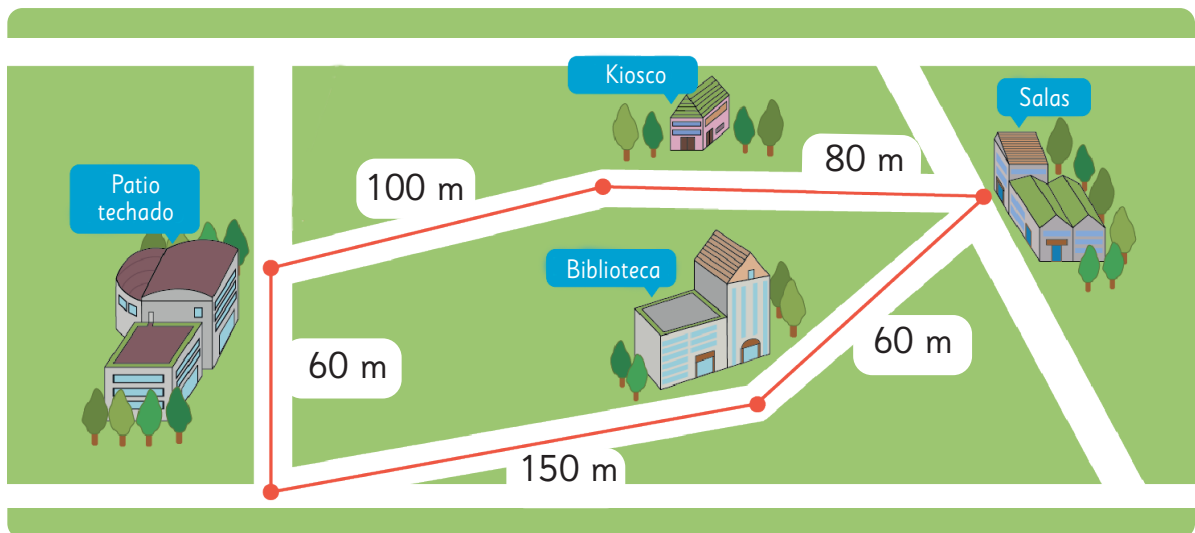 Kiosco
Salas
80 m
100 m
Patio
techado
Biblioteca
60 m
60 m
150 m